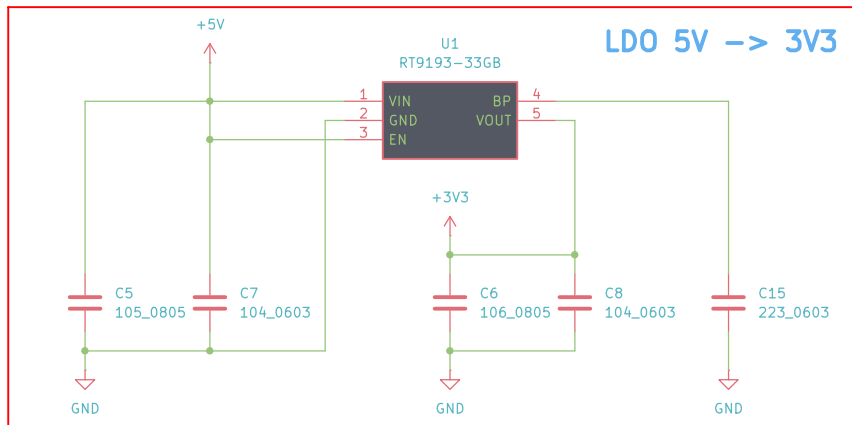 +5V
LDO 5V -> 3V3
U1
RT9193-33GB
1 VIN BP 4
2 GND VOUT 5
3 EN
+3V3
C5
105_0805
C7
104_0603
C6
106_0805
C8
104_0603
C15
223_0603
GND
GND
GND